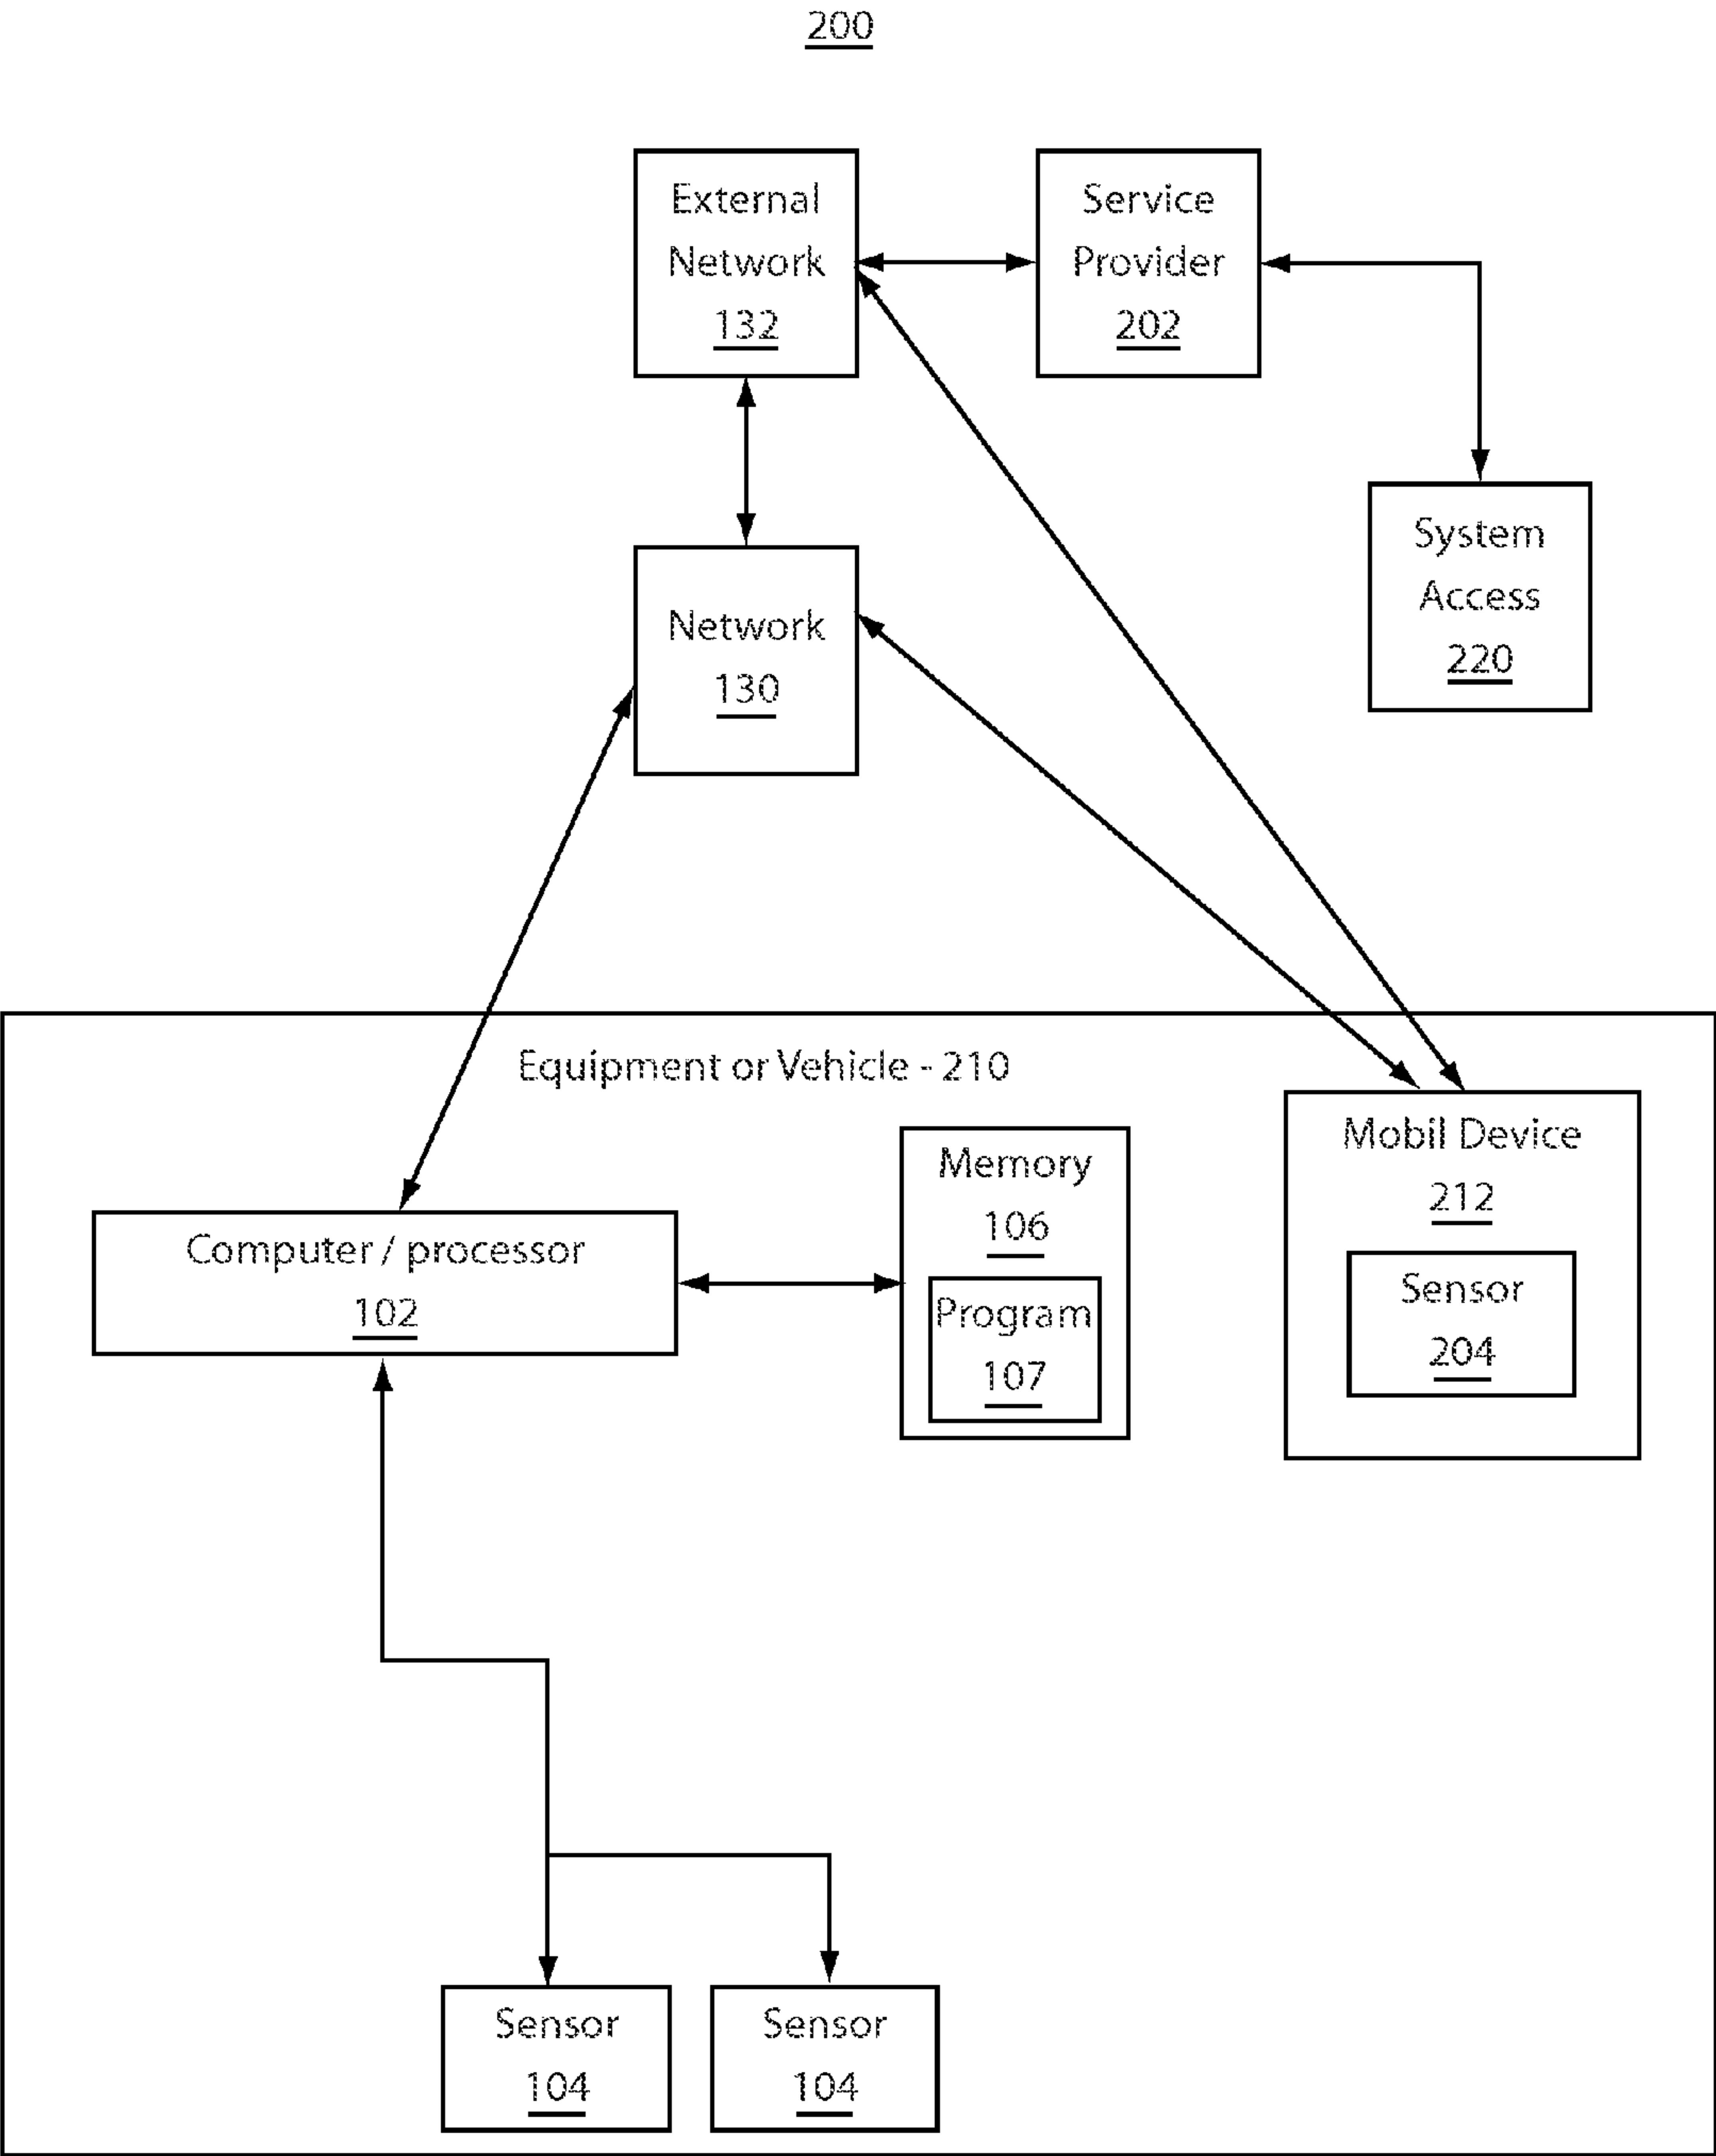 200
External
Network
132
Service
Provider
202
System
Access
220
Network
130
Equipment or Vehicle - 210
Computer / processor
102
Memory
106
Program
107
Mobil Device
212
Sensor
204
Sensor
104
Sensor
104